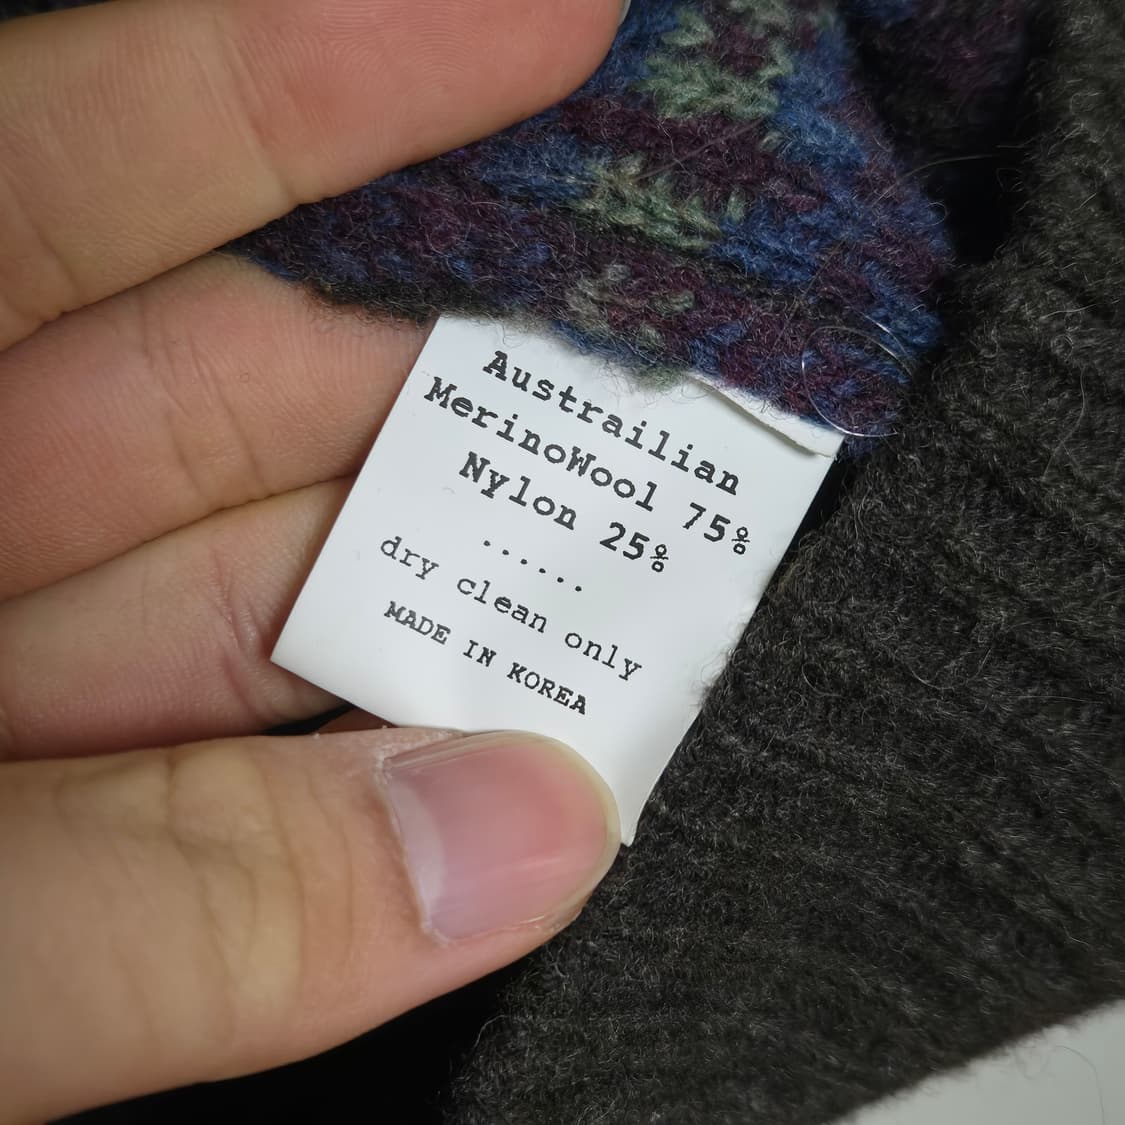 Austrailian
MerinoWool 75%
Nylon 25%
......
dry clean only
MADE IN KOREA